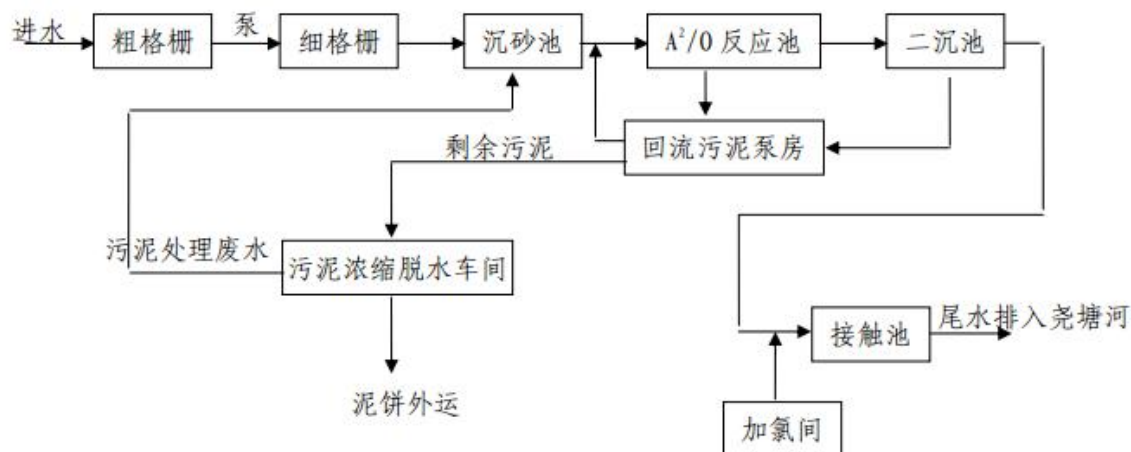 进水
粗格栅
泵
细格栅
沉砂池
A²/O 反应池
二沉池
剩余污泥
回流污泥泵房
污泥处理废水
污泥浓缩脱水车间
接触池
尾水排入尧塘河
泥饼外运
加氯间